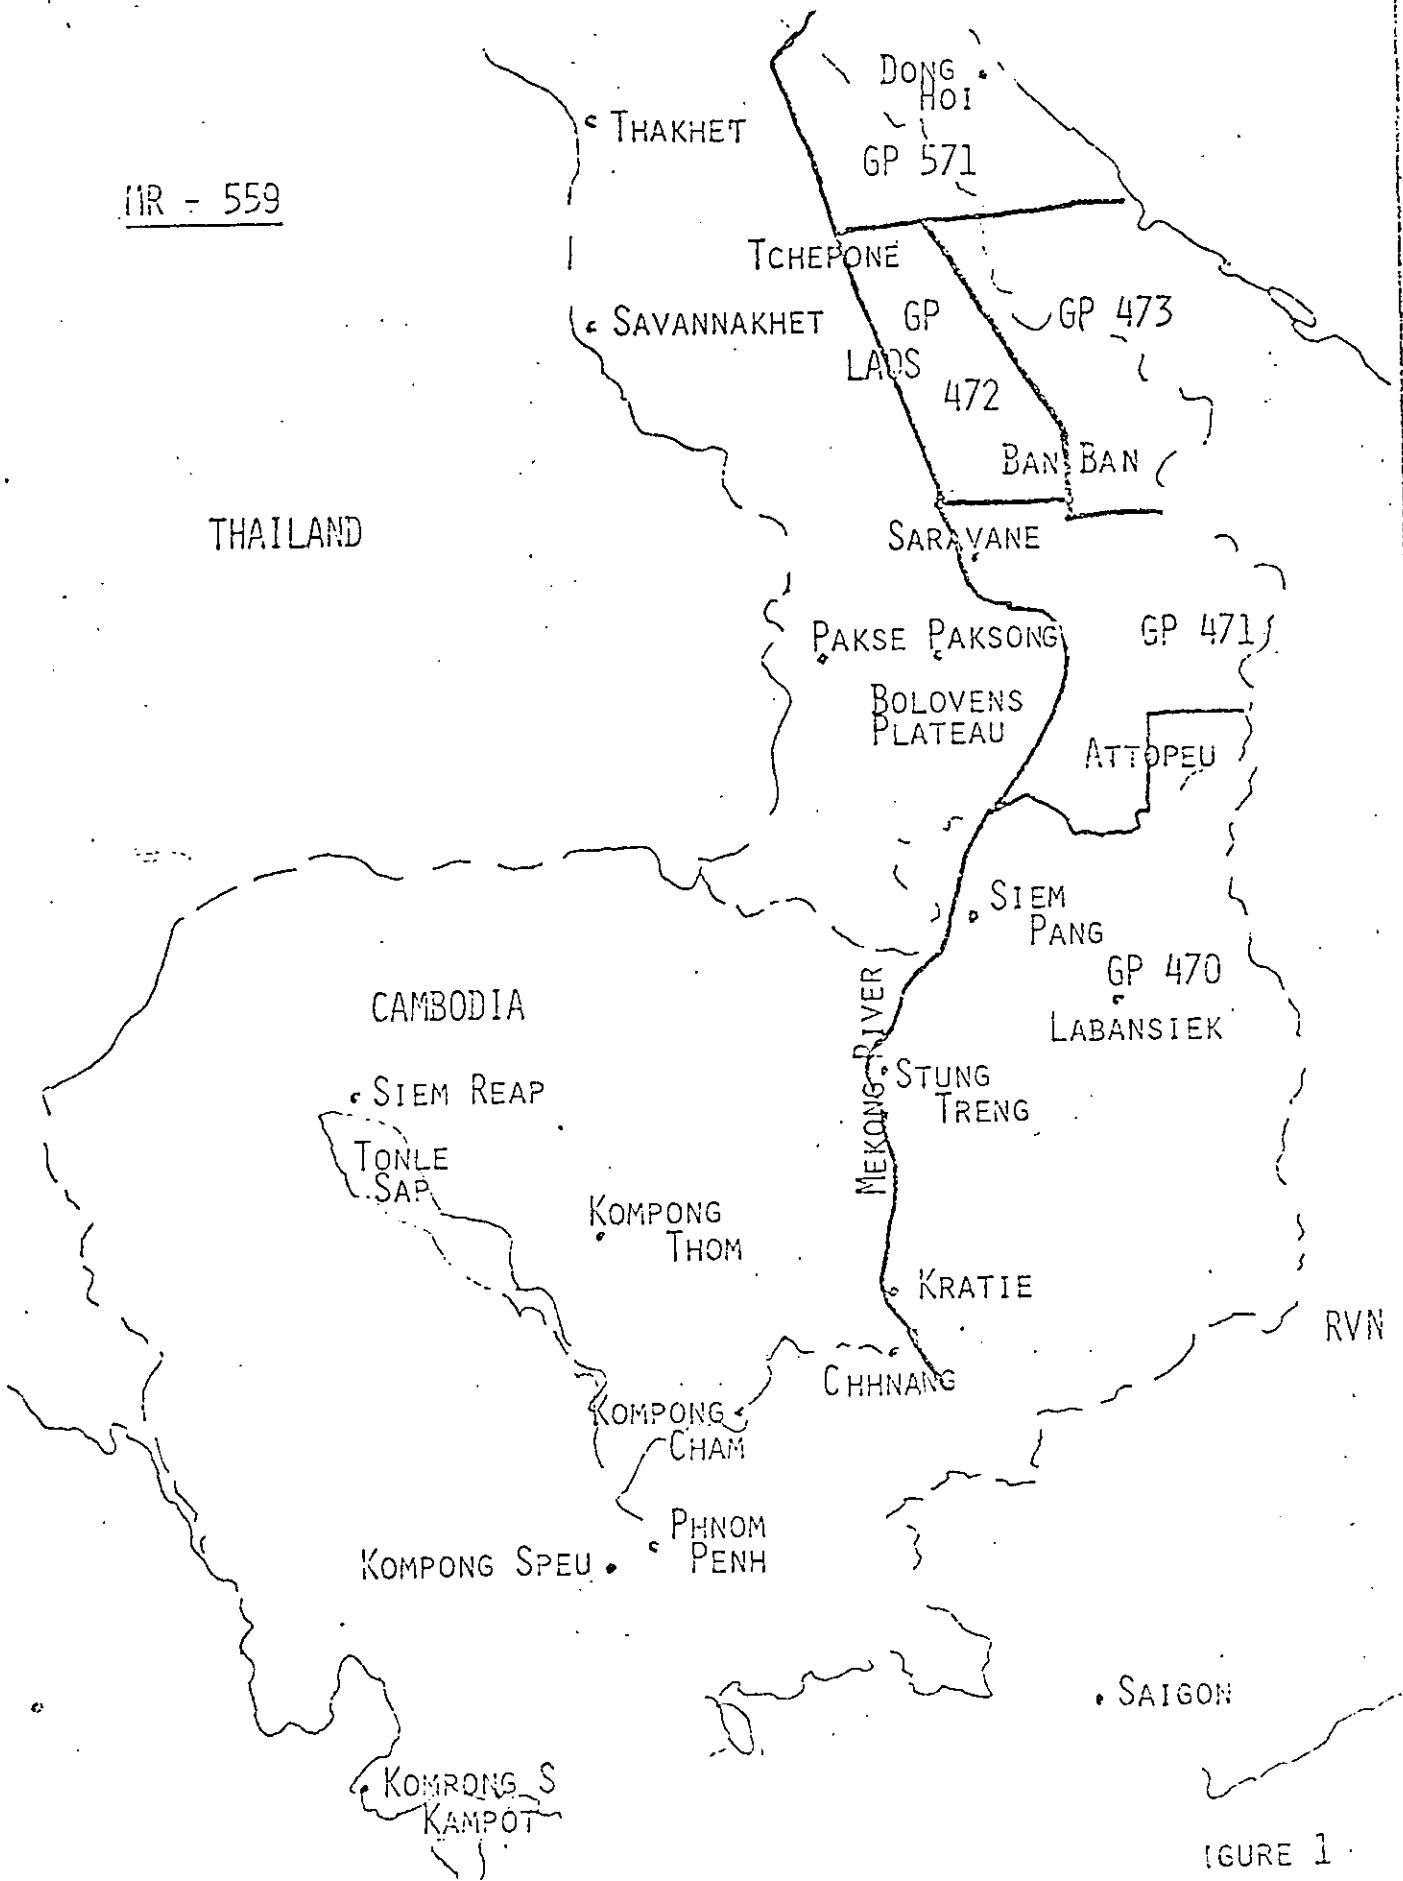 DONG
HOI
THAKHET
GP 571
MR - 559
TCHEPONE
SAVANNAKHET
GP
GP 473
LAOS
472
BAN BAN
THAILAND
SARAVANE
PAKSE PAKSONG
GP 471
BOLOVENS
PLATEAU
ATTOPEU
SIEM
PANG
GP 470
CAMBODIA
LABANSIEK
MEKONG RIVER
STUNG
TRENG
SIEM REAP
TONLE
SAP
KOMPONG
THOM
KRATIE
RVN
CHHNANG
KOMPONG
CHAM
PHNOM
PENH
KOMPONG SPEU
SAIGON
KOMRONG S
KAMPOT
IGURE 1